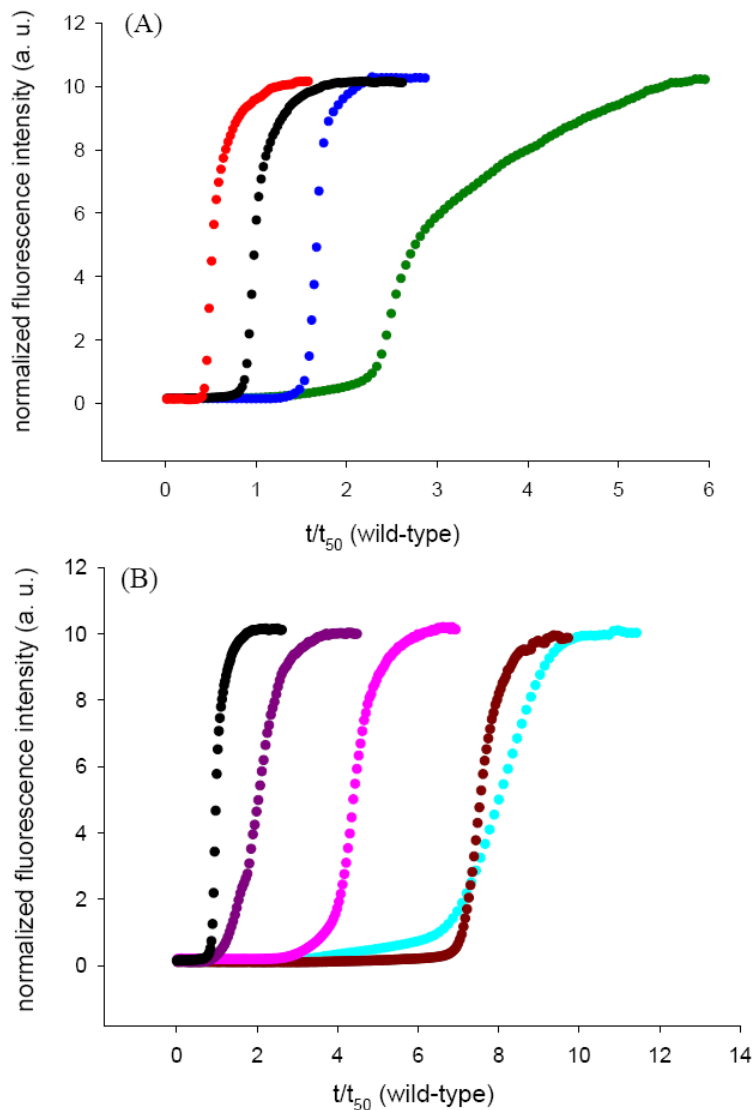 (A)
normalized fluorescence intensity (a. u.)
12
10
8
6
4
2
0
0 1 2 3 4 5 6
t/t50 (wild-type)
(B)
normalized fluorescence intensity (a. u.)
12
10
8
6
4
2
0
0 2 4 6 8 10 12 14
t/t50 (wild-type)